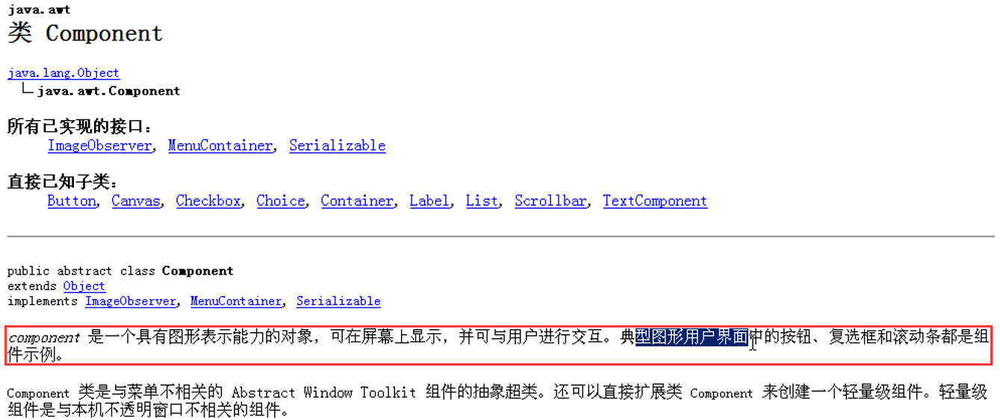 java.awt
类 Component
java.lang.Object
java.awt.Component
所有已实现的接口：
ImageObserver, MenuContainer, Serializable
直接已知子类：
Button, Canvas, Checkbox, Choice, Container, Label, List, Scrollbar, TextComponent
public abstract class Component
extends Object
implements ImageObserver, MenuContainer, Serializable
component 是一个具有图形表示能力的对象，可在屏幕上显示，并可与用户进行交互。典型图形用户界面中的按钮、复选框和滚动条都是组
件示例。
Component 类是与菜单不相关的 Abstract Window Toolkit 组件的抽象超类。还可以直接扩展类 Component 来创建一个轻量级组件。轻量级
组件是与本机不透明窗口不相关的组件。